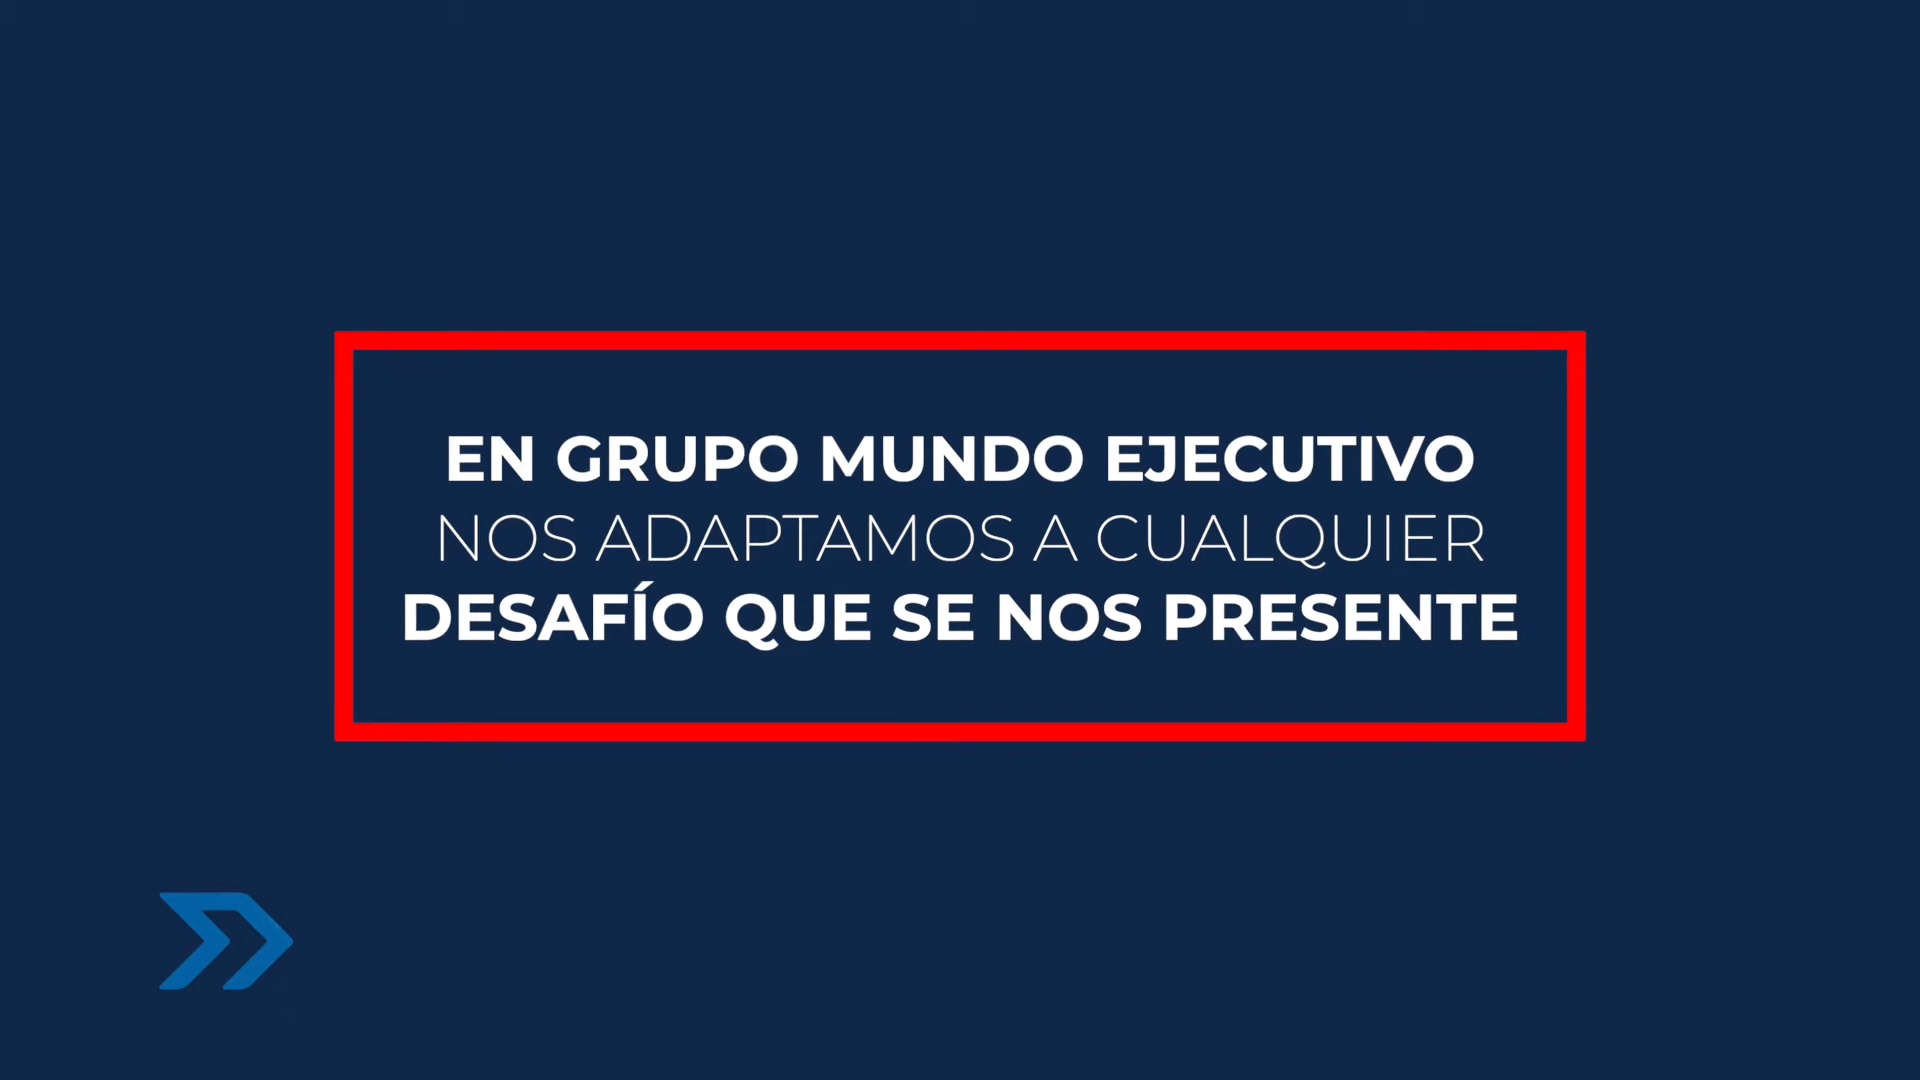 EN GRUPO MUNDO EJECUTIVO
NOS ADAPTAMOS A CUALQUIER
DESAFÍO QUE SE NOS PRESENTE